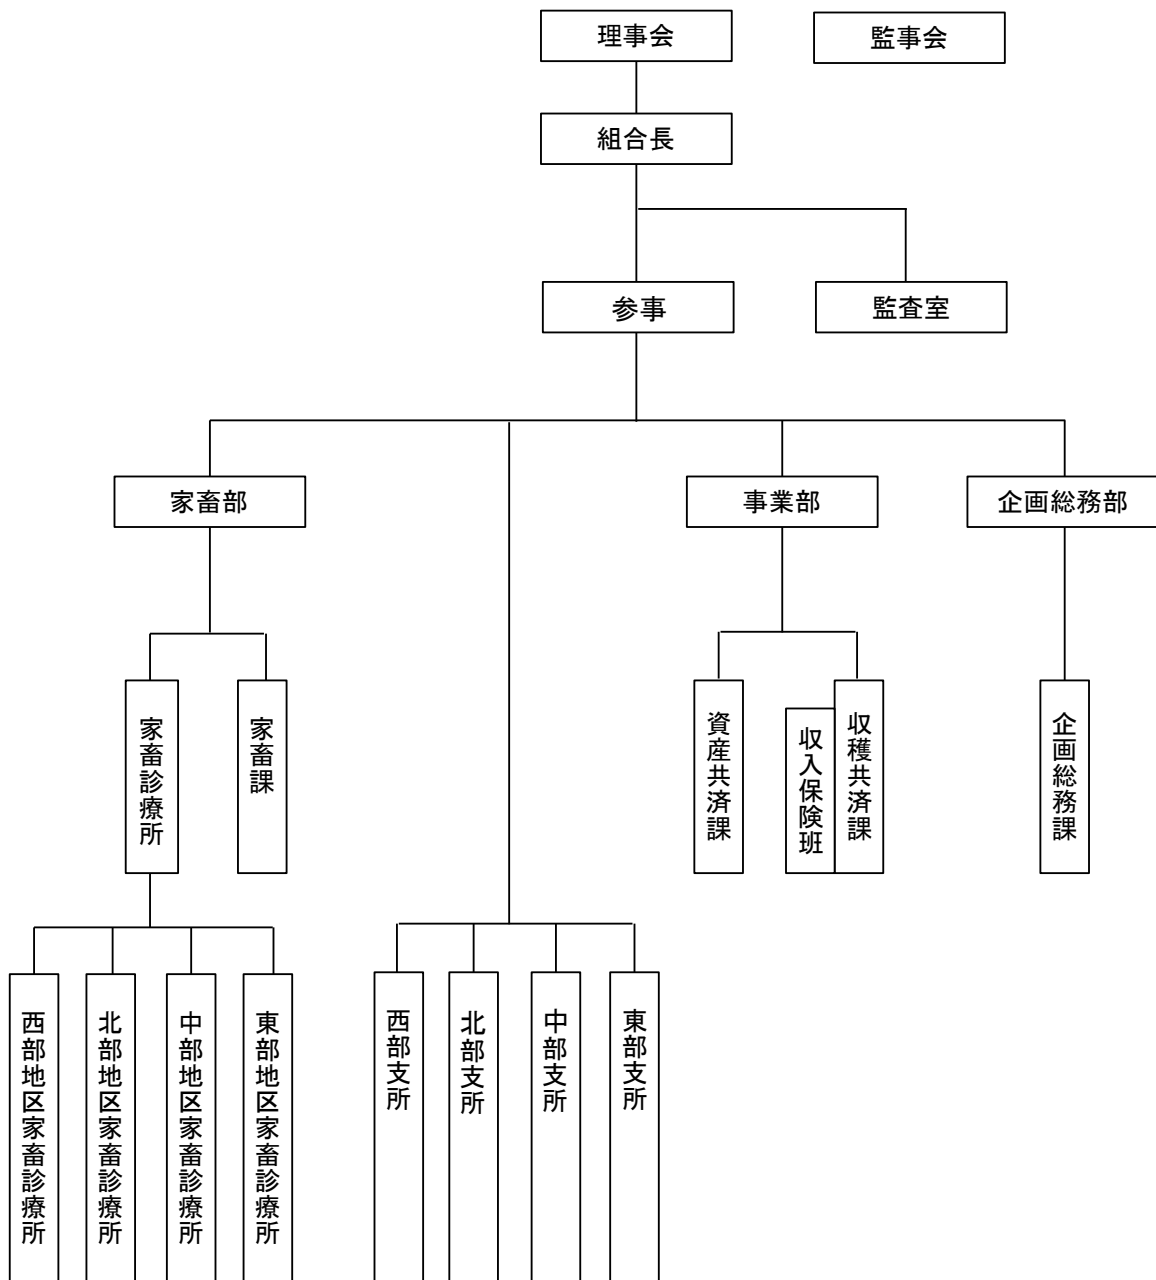 理事会
監事会
組合長
参事
監査室
家畜部
事業部
企画総務部
家畜診療所
家畜課
資産共済課
収入保険班
収穫共済課
企画総務課
西部地区家畜診療所
北部地区家畜診療所
中部地区家畜診療所
東部地区家畜診療所
西部支所
北部支所
中部支所
東部支所